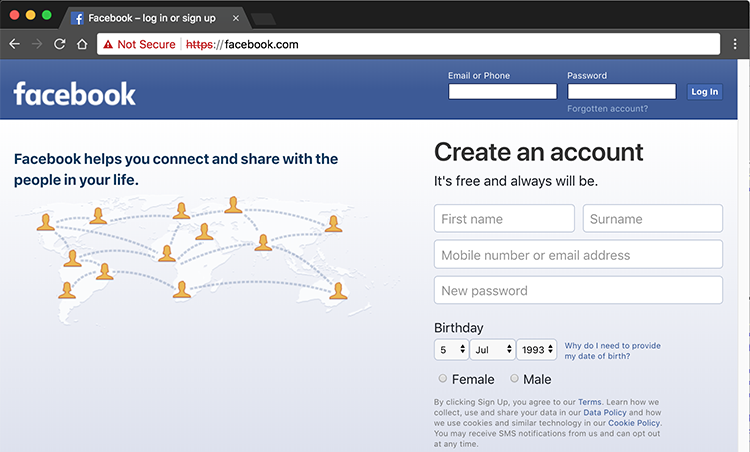 Facebook – log in or sign up
Not Secure https://facebook.com
facebook
Email or Phone
Password
Log In
Forgotten account?
Facebook helps you connect and share with the
people in your life.
Create an account
It's free and always will be.
First name
Surname
Mobile number or email address
New password
Birthday
5 Jul 1993
Why do I need to provide
my date of birth?
Female Male
By clicking Sign Up, you agree to our Terms. Learn how we
collect, use and share your data in our Data Policy and how
we use cookies and similar technology in our Cookie Policy.
You may receive SMS notifications from us and can opt out
at any time.